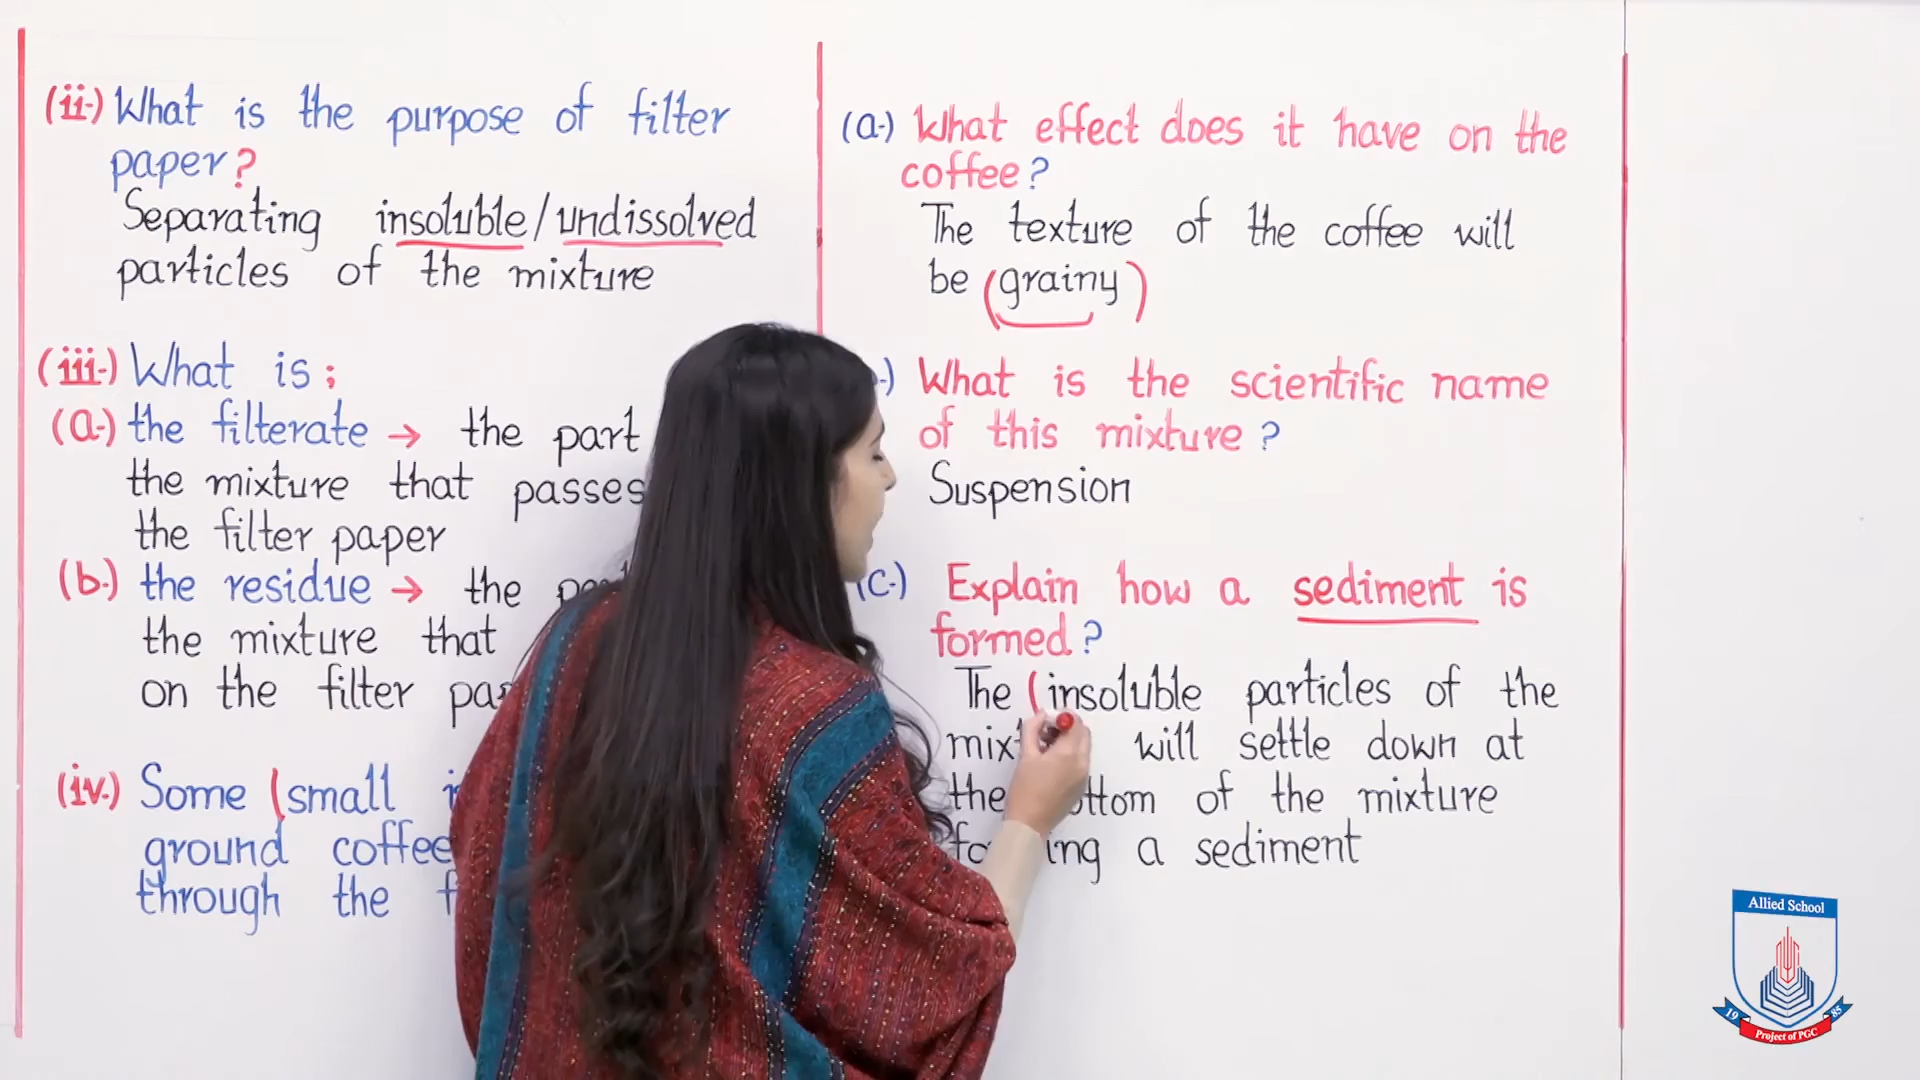 (ii-) What is the purpose of filter
paper?
Separating insoluble/undissolved
particles of the mixture
(iii-) What is;
(a-) the filterate → the part
the mixture that passes
the filter paper
(b-) the residue → the
the mixture that
on the filter
(iv-) Some (small
ground coffee
through the
(a-) What effect does it have on the
coffee?
The texture of the coffee will
be (grainy)
What is the scientific name
of this mixture?
Suspension
(c-) Explain how a sediment is
formed?
The (insoluble particles of the
will settle down at
the of the mixture
a sediment
Allied School
19 85
Project of PGC